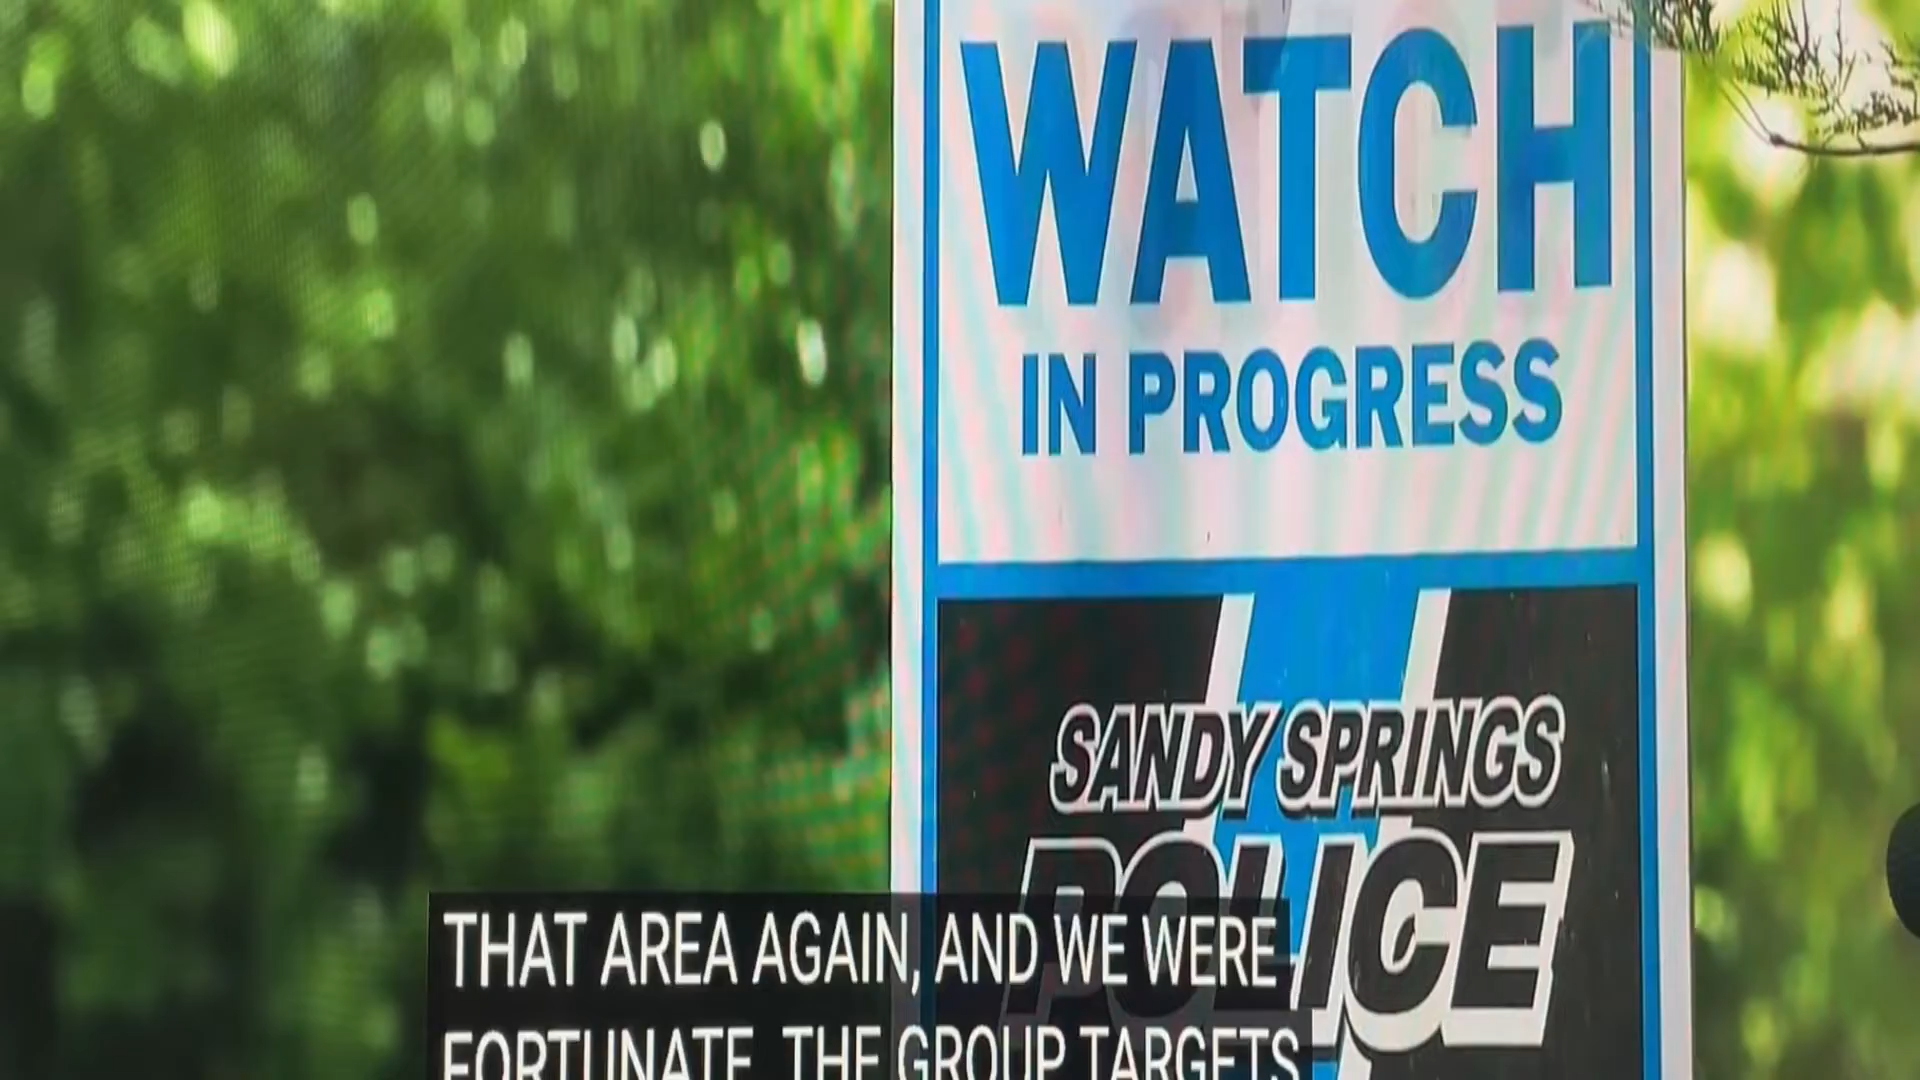 WATCH
IN PROGRESS
SANDY SPRINGS
POLICE
THAT AREA AGAIN, AND WE WERE
FORTUNATE. THE GROUP TARGETS